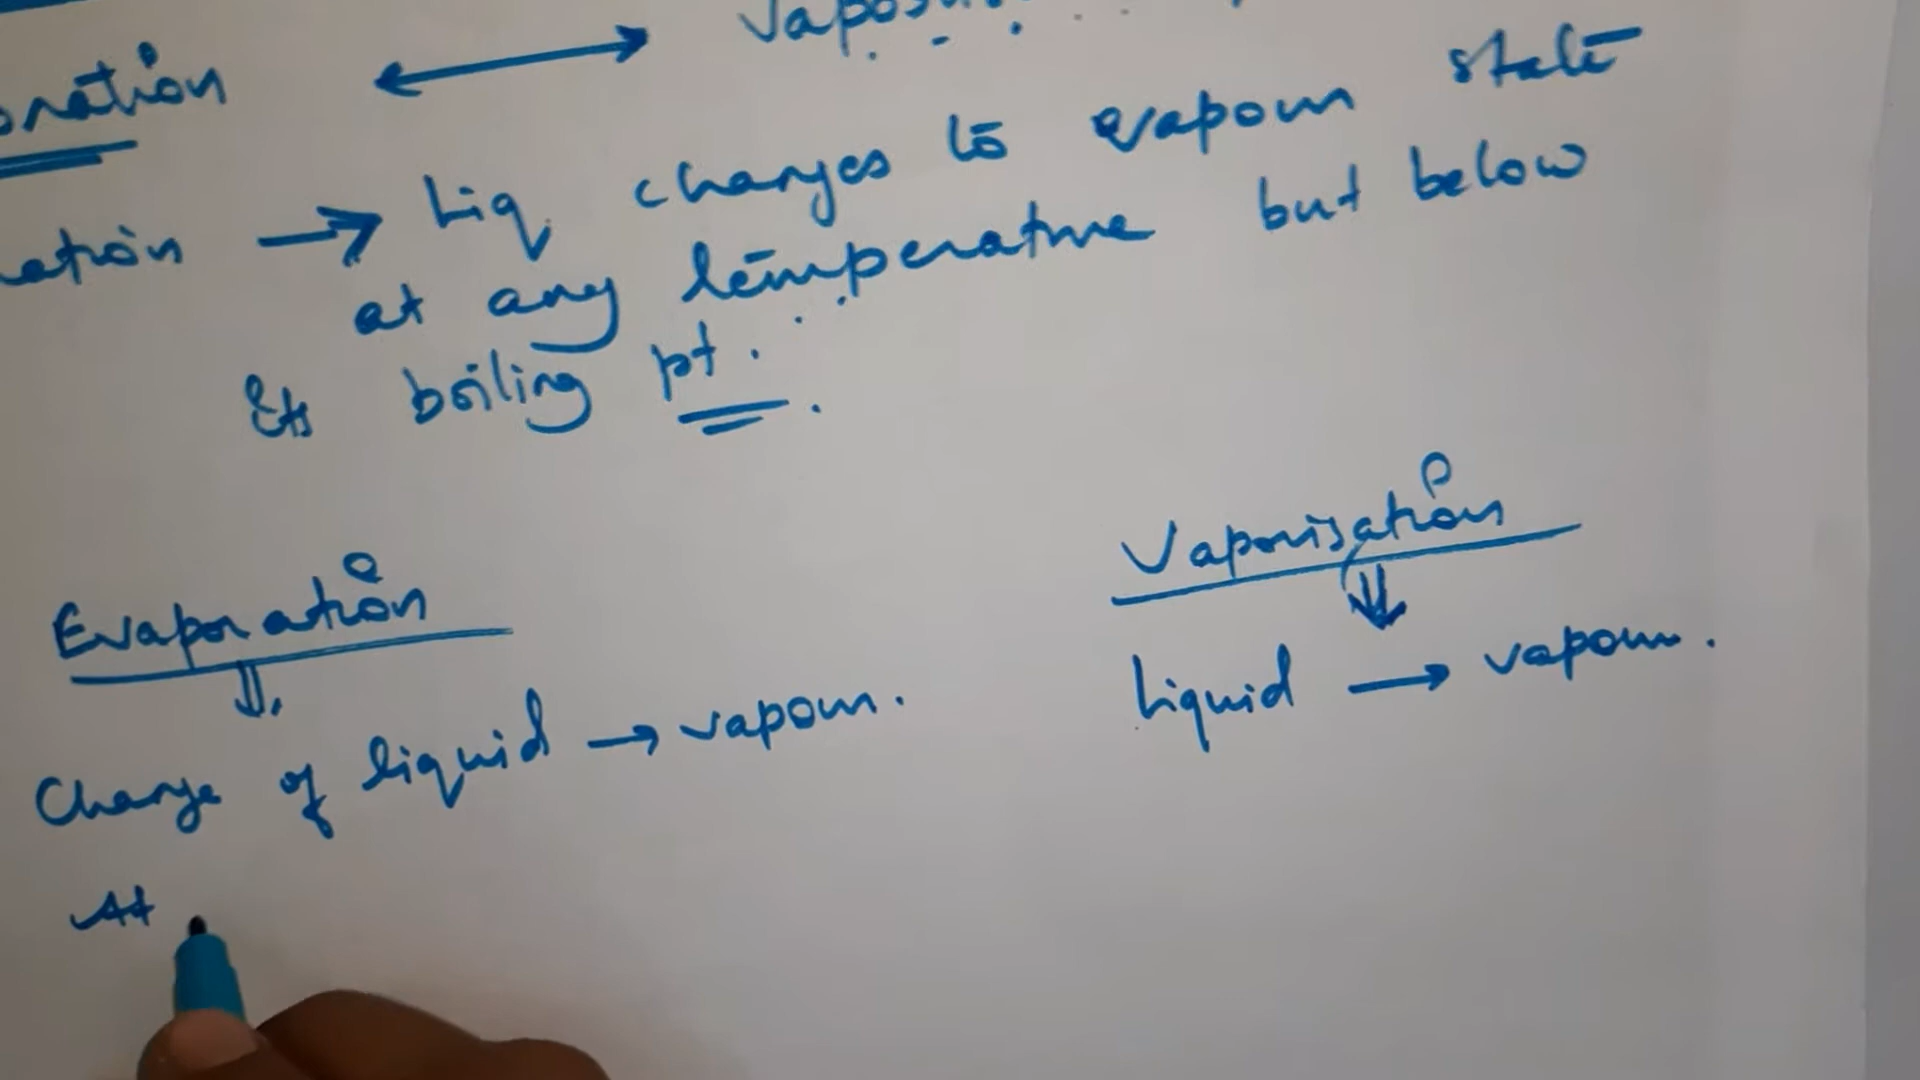 oration ⟷ Vapo
ation → Liq changes to vapour state
at any temperature but below
its boiling pt.
Evaporation
Vaporisation
Change of liquid → vapour.
liquid → vapour.
At